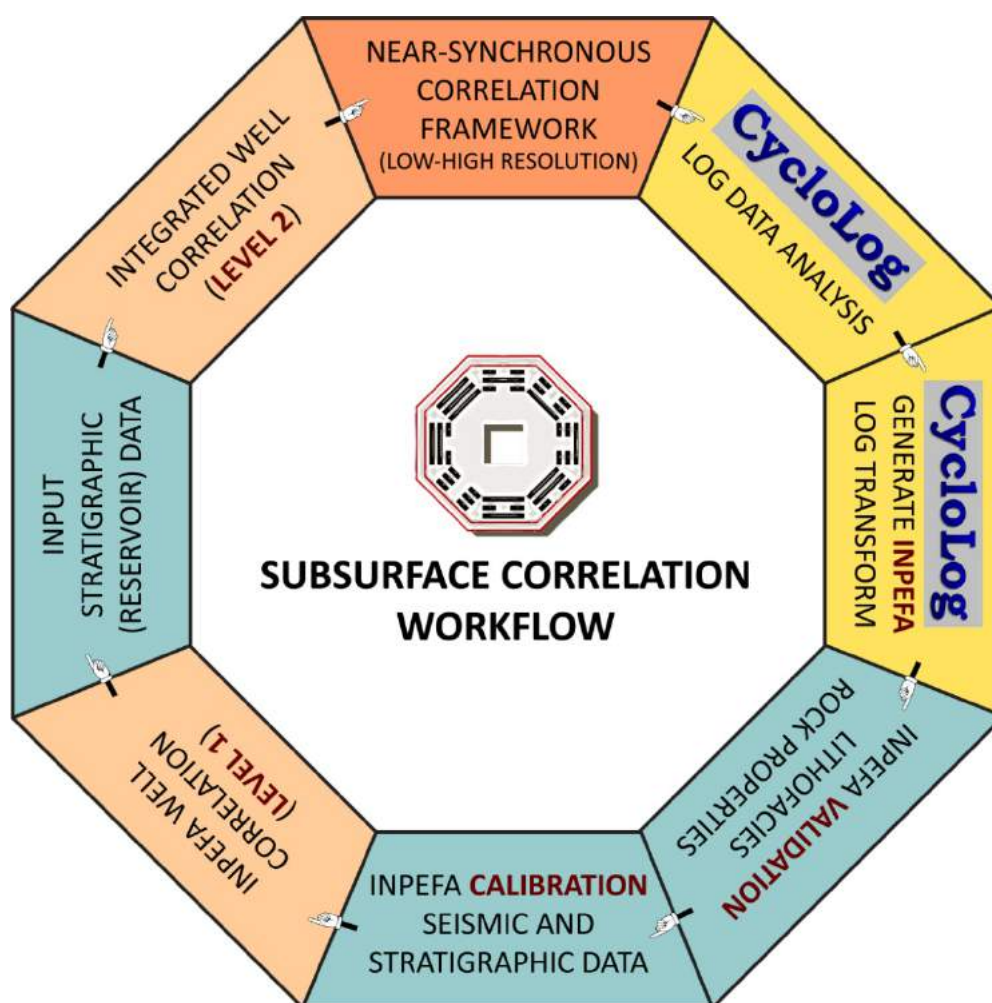 NEAR-SYNCHRONOUS
CORRELATION
FRAMEWORK
(LOW-HIGH RESOLUTION)
CycloLog
LOG DATA ANALYSIS
CycloLog
GENERATE INPEFA
LOG TRANSFORM
INPEFA VALIDATION
LITHOFACIES
ROCK PROPERTIES
INPEFA CALIBRATION
SEISMIC AND
STRATIGRAPHIC DATA
INPEFA WELL
CORRELATION
(LEVEL 1)
INPUT
STRATIGRAPHIC
(RESERVOIR) DATA
INTEGRATED WELL
CORRELATION
(LEVEL 2)
SUBSURFACE CORRELATION
WORKFLOW